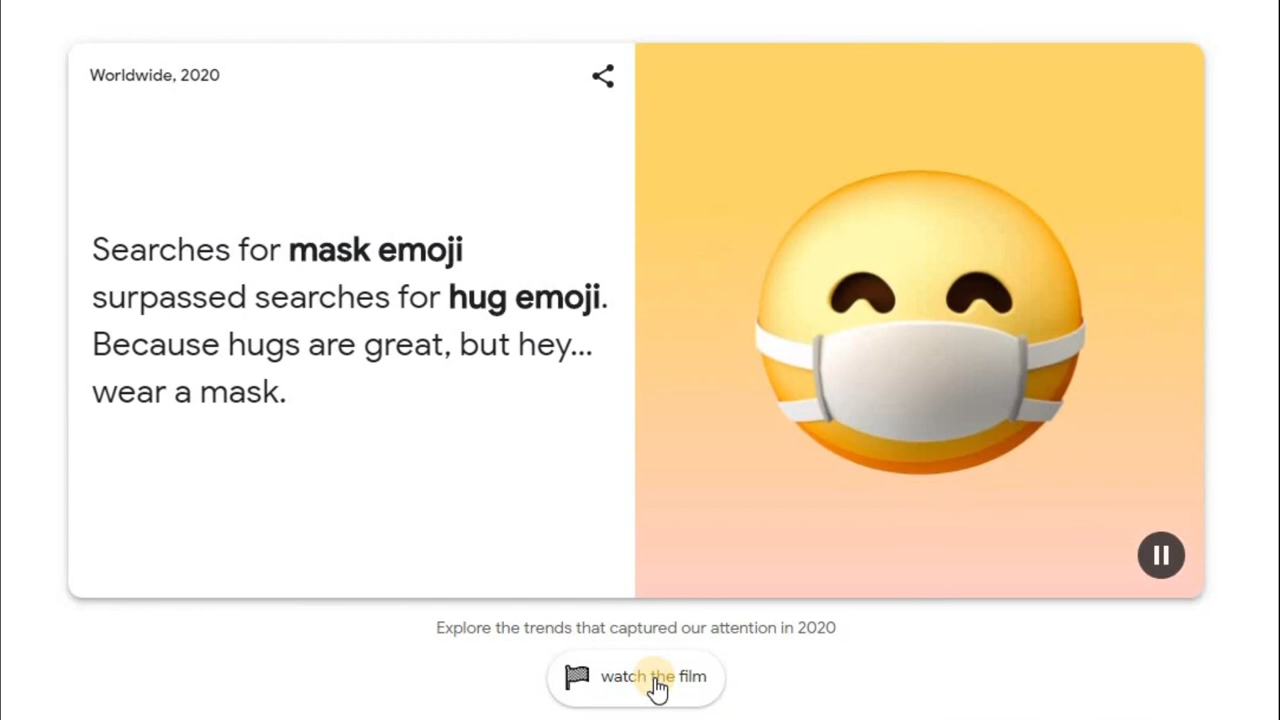 Worldwide, 2020
Searches for mask emoji
surpassed searches for hug emoji.
Because hugs are great, but hey...
wear a mask.
Explore the trends that captured our attention in 2020
watch the film